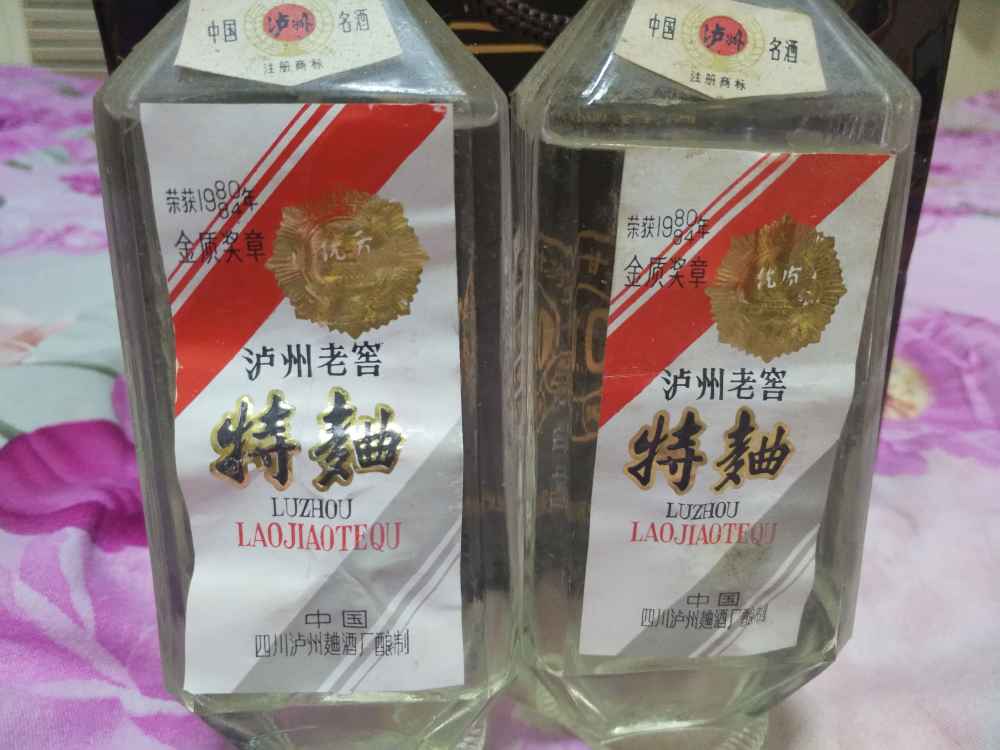 中国 泸州 名酒
注册商标
荣获1980 84年
金质奖章
优质
泸州老窖
特麯
LUZHOU
LAOJIAOTEQU
中国
四川泸州麯酒厂酿制
中国 泸州 名酒
注册商标
荣获1980 84年
金质奖章
优质
泸州老窖
特麯
LUZHOU
LAOJIAOTEQU
中国
四川泸州麯酒厂酿制